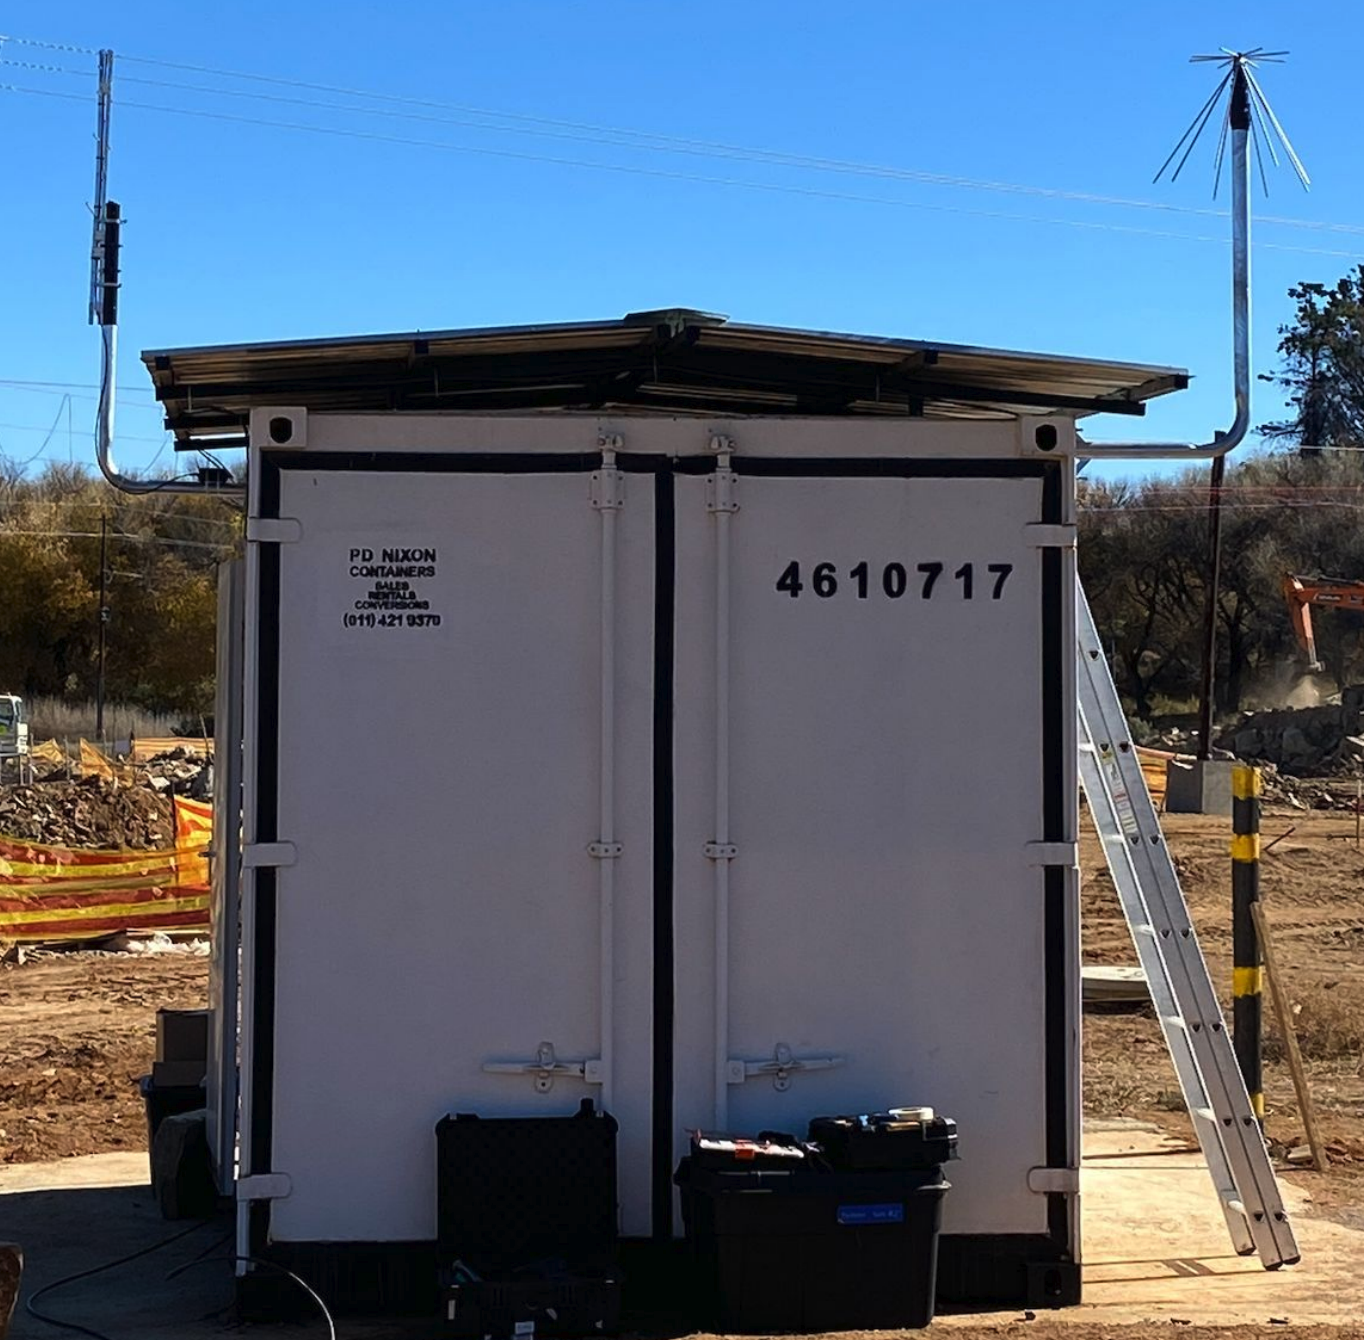 PD NIXON
CONTAINERS
SALES
RENTALS
CONVERSIONS
(011) 421 9370
4610717